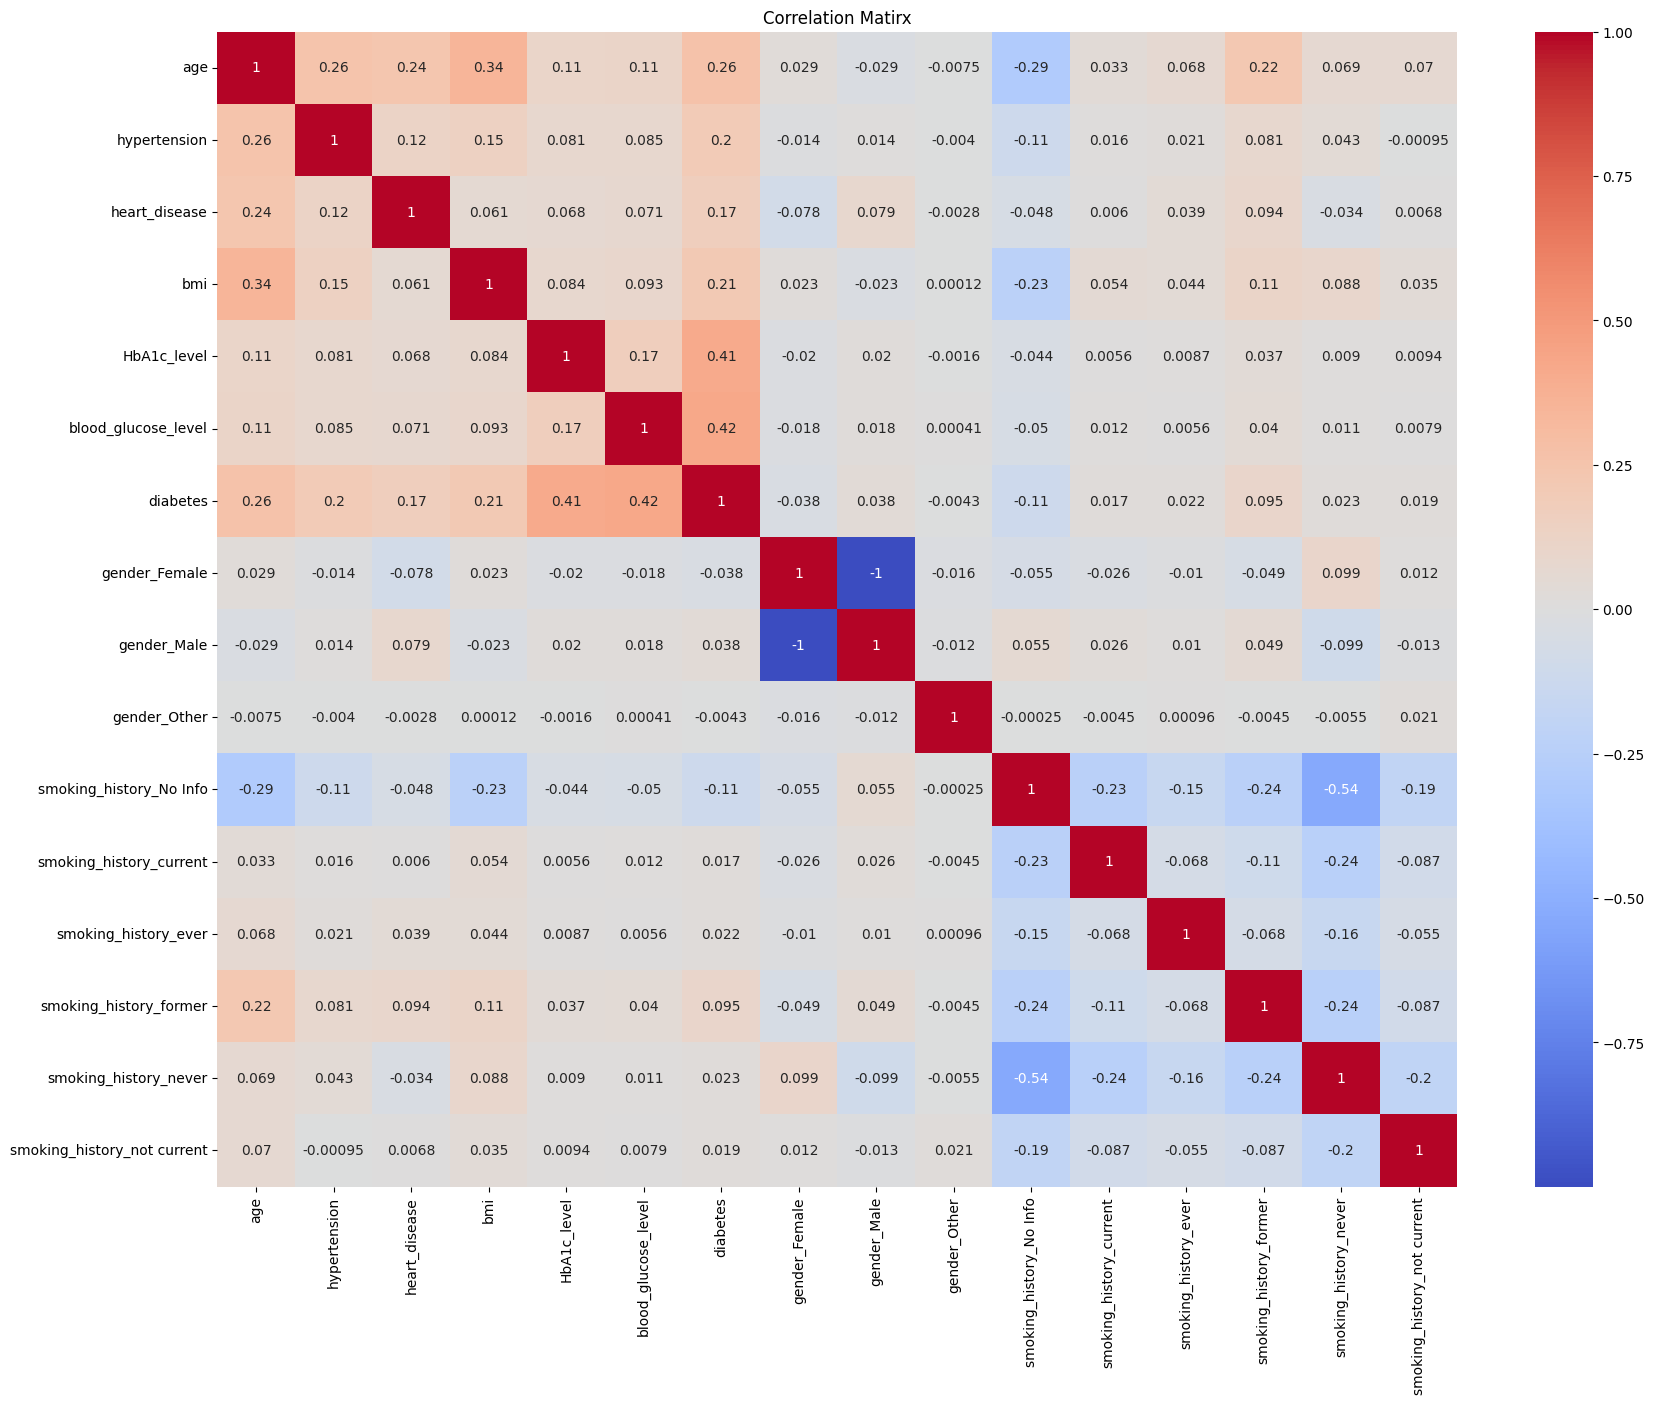 Correlation Matirx
age 1 0.26 0.24 0.34 0.11 0.11 0.26 0.029 -0.029 -0.0075 -0.29 0.033 0.068 0.22 0.069 0.07
hypertension 0.26 1 0.12 0.15 0.081 0.085 0.2 -0.014 0.014 -0.004 -0.11 0.016 0.021 0.081 0.043 -0.00095
heart_disease 0.24 0.12 1 0.061 0.068 0.071 0.17 -0.078 0.079 -0.0028 -0.048 0.006 0.039 0.094 -0.034 0.0068
bmi 0.34 0.15 0.061 1 0.084 0.093 0.21 0.023 -0.023 0.00012 -0.23 0.054 0.044 0.11 0.088 0.035
HbA1c_level 0.11 0.081 0.068 0.084 1 0.17 0.41 -0.02 0.02 -0.0016 -0.044 0.0056 0.0087 0.037 0.009 0.0094
blood_glucose_level 0.11 0.085 0.071 0.093 0.17 1 0.42 -0.018 0.018 0.00041 -0.05 0.012 0.0056 0.04 0.011 0.0079
diabetes 0.26 0.2 0.17 0.21 0.41 0.42 1 -0.038 0.038 -0.0043 -0.11 0.017 0.022 0.095 0.023 0.019
gender_Female 0.029 -0.014 -0.078 0.023 -0.02 -0.018 -0.038 1 -1 -0.016 -0.055 -0.026 -0.01 -0.049 0.099 0.012
gender_Male -0.029 0.014 0.079 -0.023 0.02 0.018 0.038 -1 1 -0.012 0.055 0.026 0.01 0.049 -0.099 -0.013
gender_Other -0.0075 -0.004 -0.0028 0.00012 -0.0016 0.00041 -0.0043 -0.016 -0.012 1 -0.00025 -0.0045 0.00096 -0.0045 -0.0055 0.021
smoking_history_No Info -0.29 -0.11 -0.048 -0.23 -0.044 -0.05 -0.11 -0.055 0.055 -0.00025 1 -0.23 -0.15 -0.24 -0.54 -0.19
smoking_history_current 0.033 0.016 0.006 0.054 0.0056 0.012 0.017 -0.026 0.026 -0.0045 -0.23 1 -0.068 -0.11 -0.24 -0.087
smoking_history_ever 0.068 0.021 0.039 0.044 0.0087 0.0056 0.022 -0.01 0.01 0.00096 -0.15 -0.068 1 -0.068 -0.16 -0.055
smoking_history_former 0.22 0.081 0.094 0.11 0.037 0.04 0.095 -0.049 0.049 -0.0045 -0.24 -0.11 -0.068 1 -0.24 -0.087
smoking_history_never 0.069 0.043 -0.034 0.088 0.009 0.011 0.023 0.099 -0.099 -0.0055 -0.54 -0.24 -0.16 -0.24 1 -0.2
smoking_history_not current 0.07 -0.00095 0.0068 0.035 0.0094 0.0079 0.019 0.012 -0.013 0.021 -0.19 -0.087 -0.055 -0.087 -0.2 1
age
hypertension
heart_disease
bmi
HbA1c_level
blood_glucose_level
diabetes
gender_Female
gender_Male
gender_Other
smoking_history_No Info
smoking_history_current
smoking_history_ever
smoking_history_former
smoking_history_never
smoking_history_not current
1.00
0.75
0.50
0.25
0.00
−0.25
−0.50
−0.75